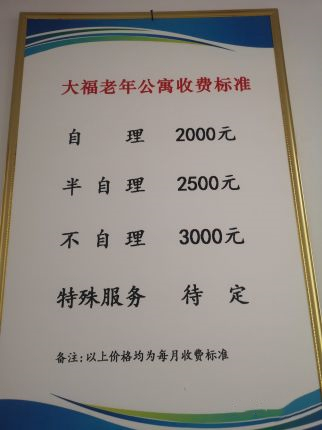 大福老年公寓收费标准
自 理 2000元
半自理 2500元
不自理 3000元
特殊服务 待定
备注:以上价格均为每月收费标准